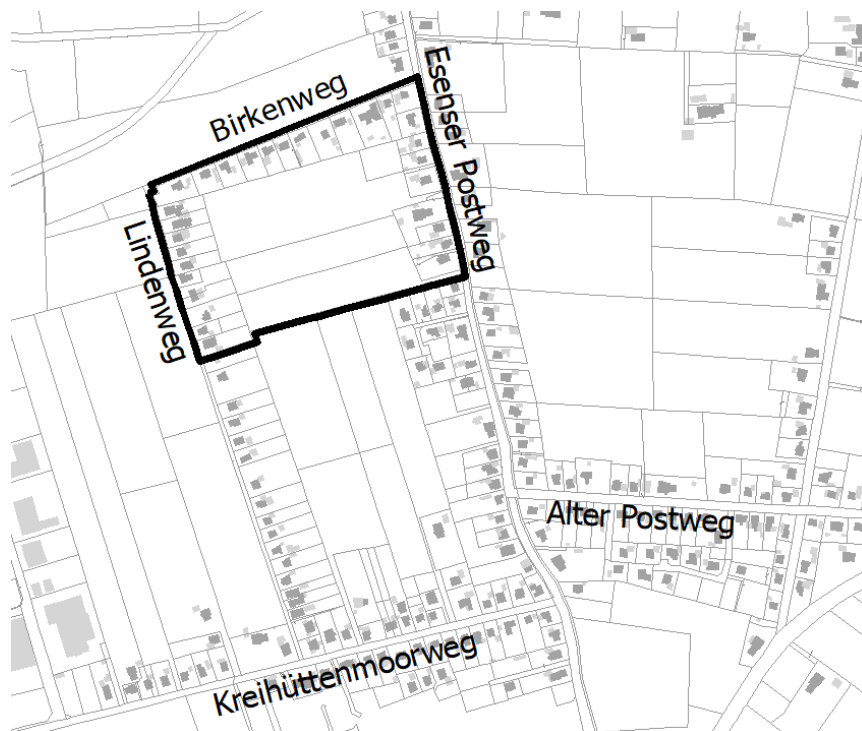 Birkenweg
Esenser Postweg
Lindenweg
Alter Postweg
Kreihüttenmoorweg